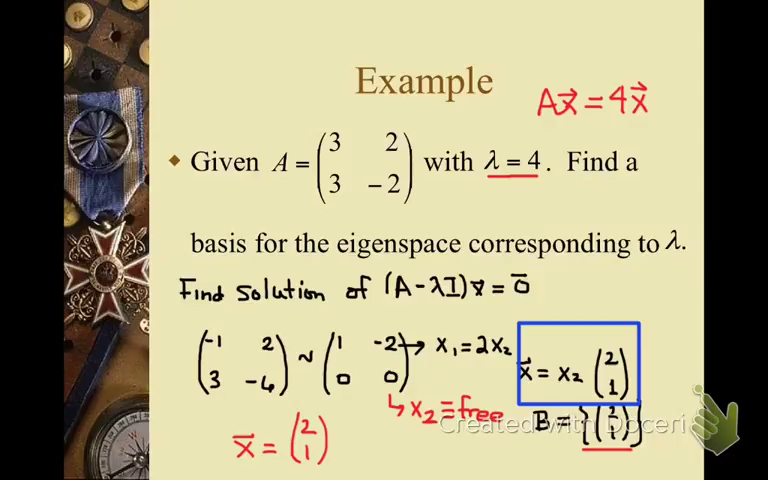 Example
Ax⃗ = 4x⃗
Given A = (3 2; 3 −2) with λ = 4. Find a
basis for the eigenspace corresponding to λ.
Find solution of (A - λI)x̄ = 0̄
(-1 2; 3 -6) ~ (1 -2; 0 0) → x₁ = 2x₂
x⃗ = x₂ (2; 1)
↳ x₂ = free
B = {(2; 1)}
Created with Doceri
x⃗ = (2; 1)